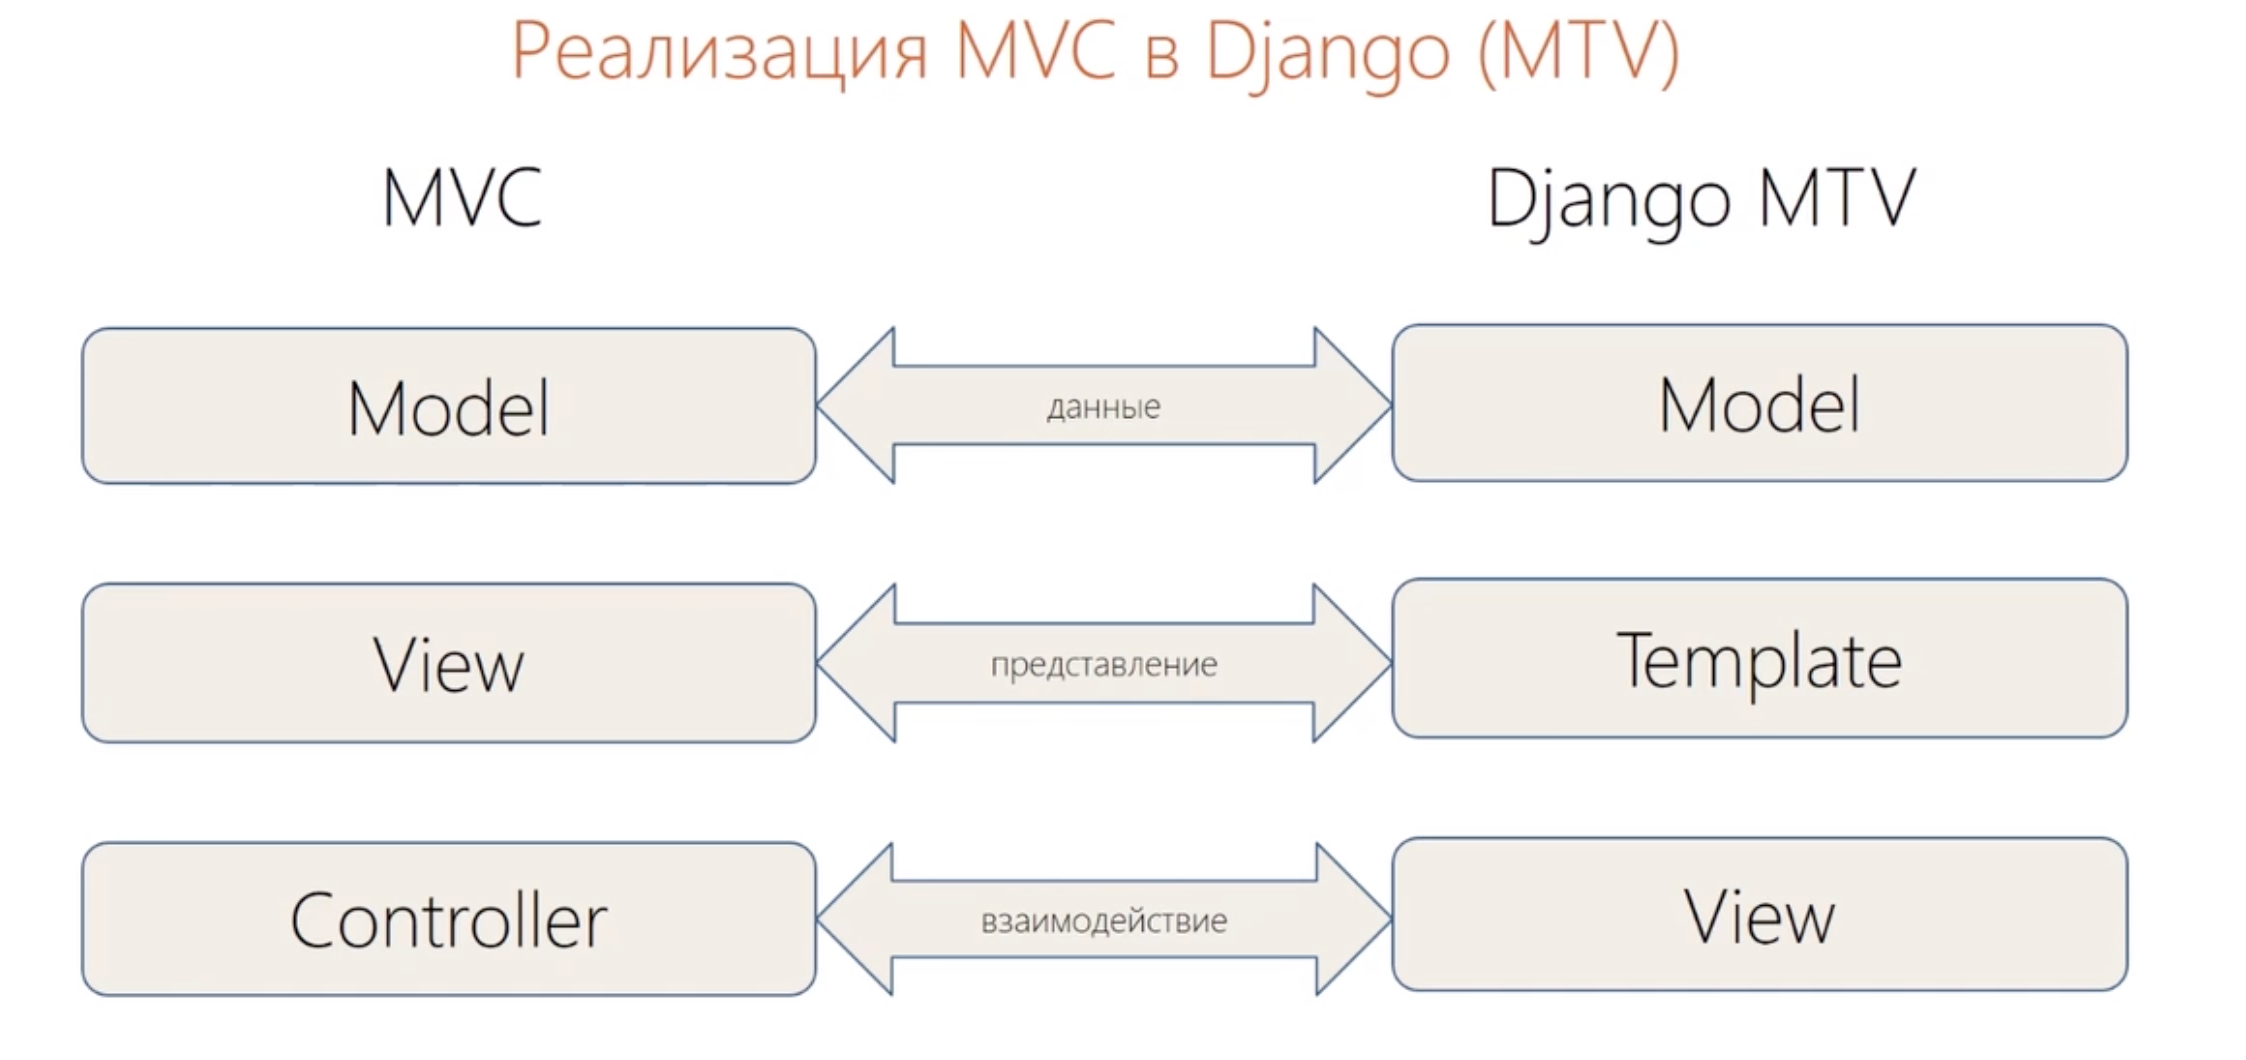 Реализация MVC в Django (MTV)
MVC
Django MTV
Model
данные
Model
View
представление
Template
Controller
взаимодействие
View